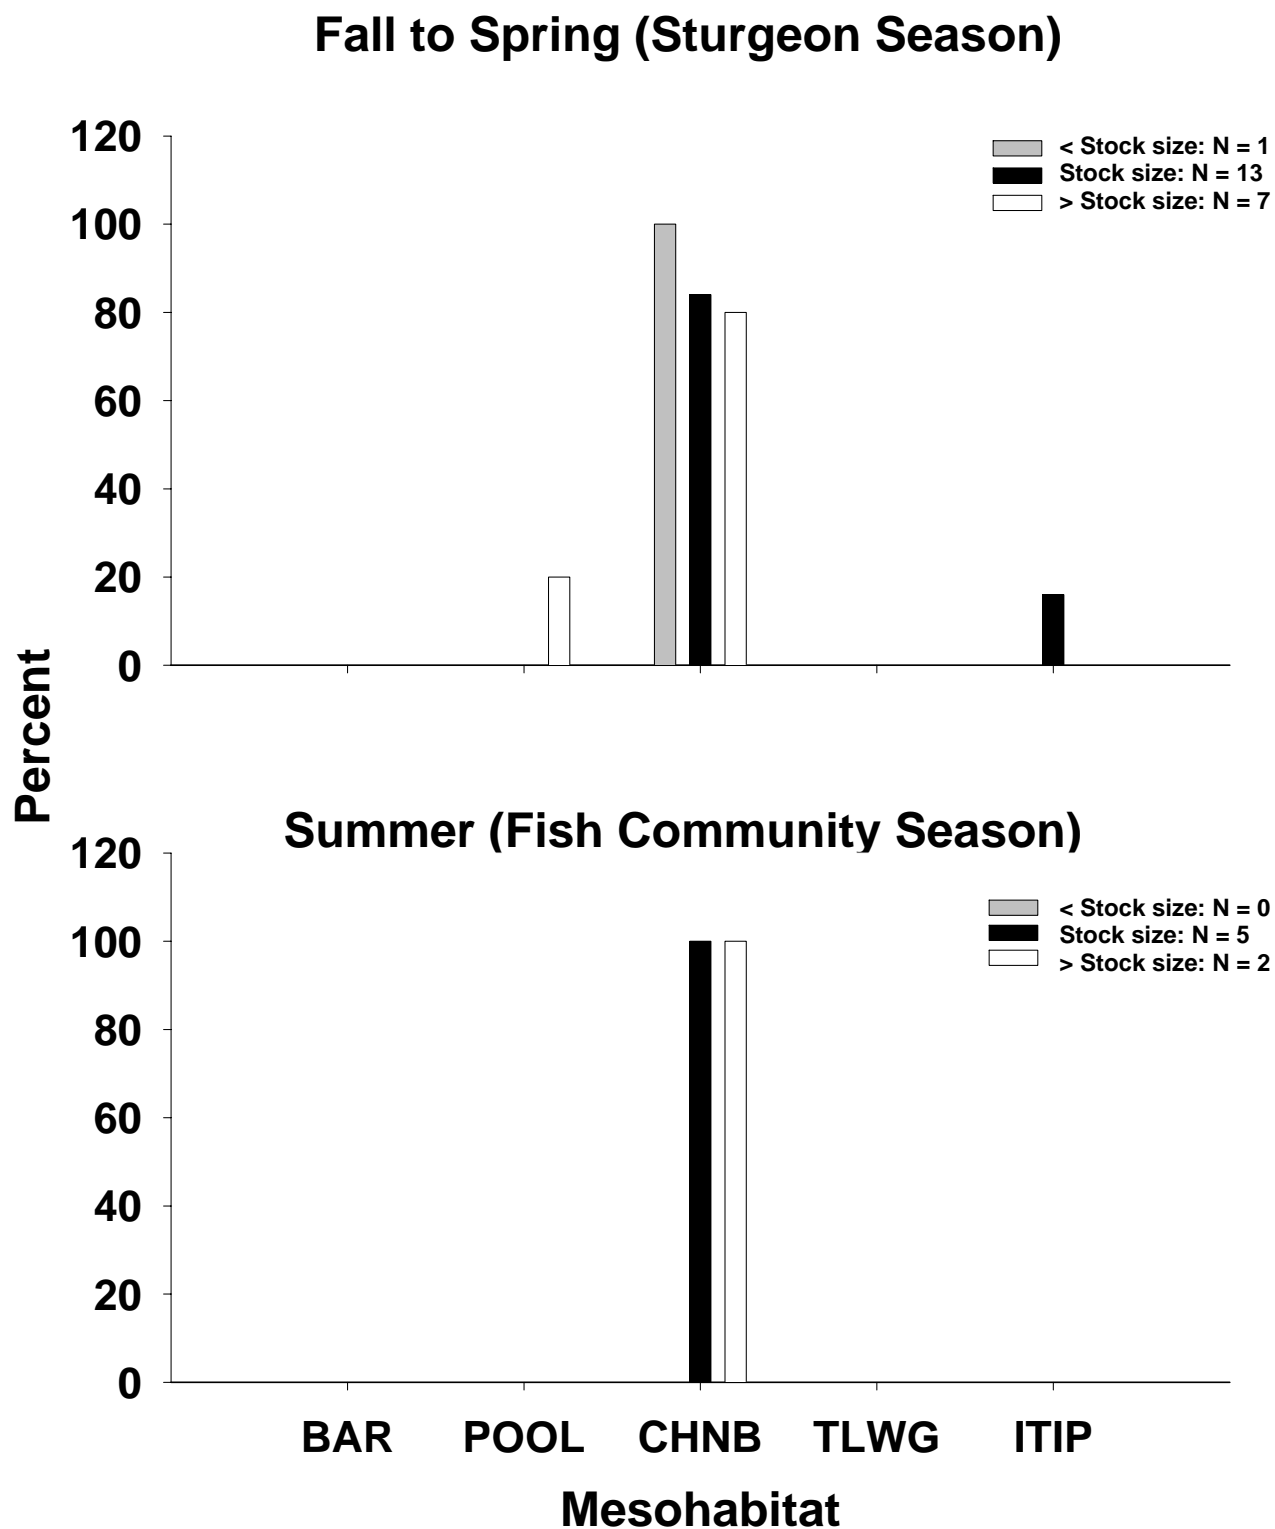 Fall to Spring (Sturgeon Season)
120
100
80
60
40
20
0
< Stock size: N = 1
Stock size: N = 13
> Stock size: N = 7
Percent
Summer (Fish Community Season)
120
100
80
60
40
20
0
< Stock size: N = 0
Stock size: N = 5
> Stock size: N = 2
BAR POOL CHNB TLWG ITIP
Mesohabitat